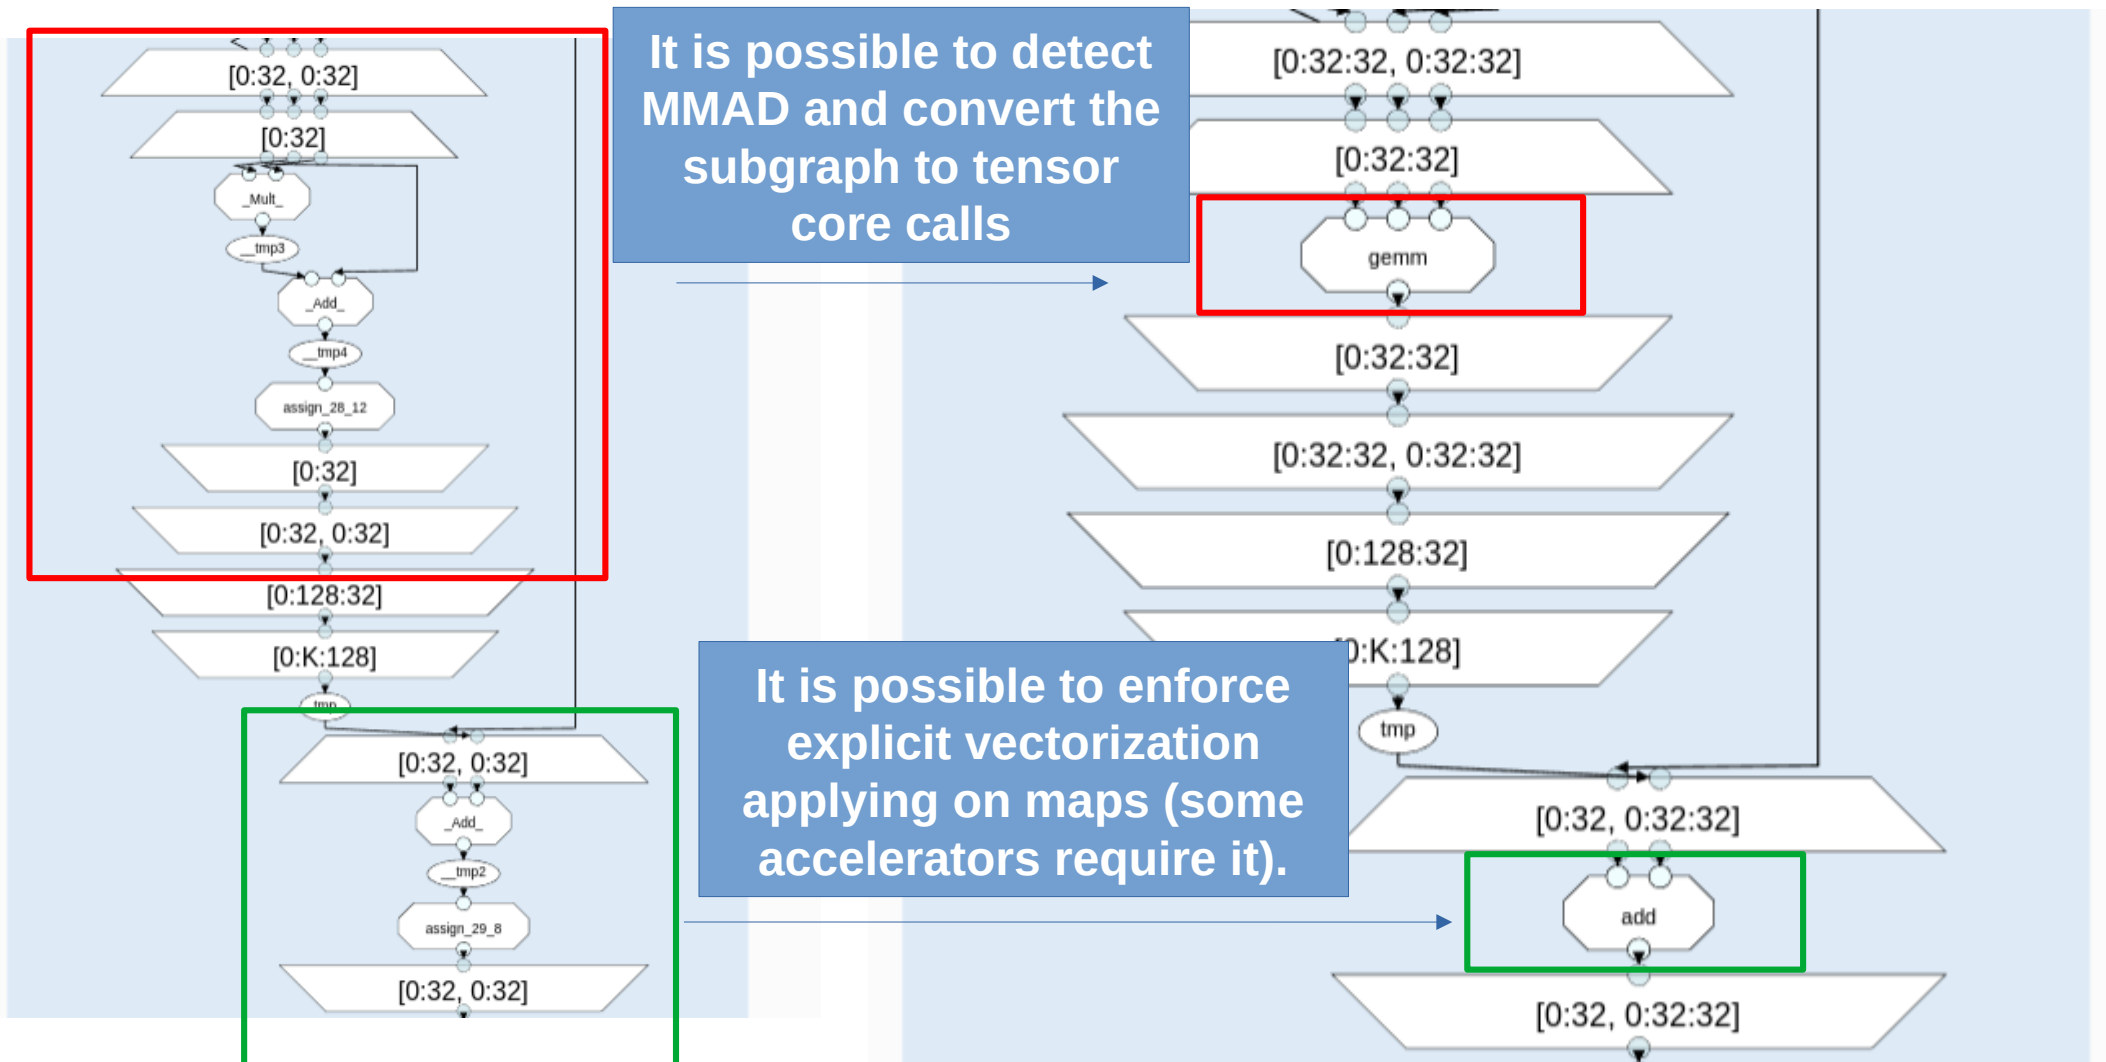 [0:32, 0:32]
[0:32]
_Mult_
__tmp3
_Add_
__tmp4
assign_28_12
[0:32]
[0:32, 0:32]
[0:128:32]
[0:K:128]
tmp
[0:32, 0:32]
_Add_
__tmp2
assign_29_8
[0:32, 0:32]
It is possible to detect
MMAD and convert the
subgraph to tensor
core calls
It is possible to enforce
explicit vectorization
applying on maps (some
accelerators require it).
[0:32:32, 0:32:32]
[0:32:32]
gemm
[0:32:32]
[0:32:32, 0:32:32]
[0:128:32]
0:K:128]
tmp
[0:32, 0:32:32]
add
[0:32, 0:32:32]